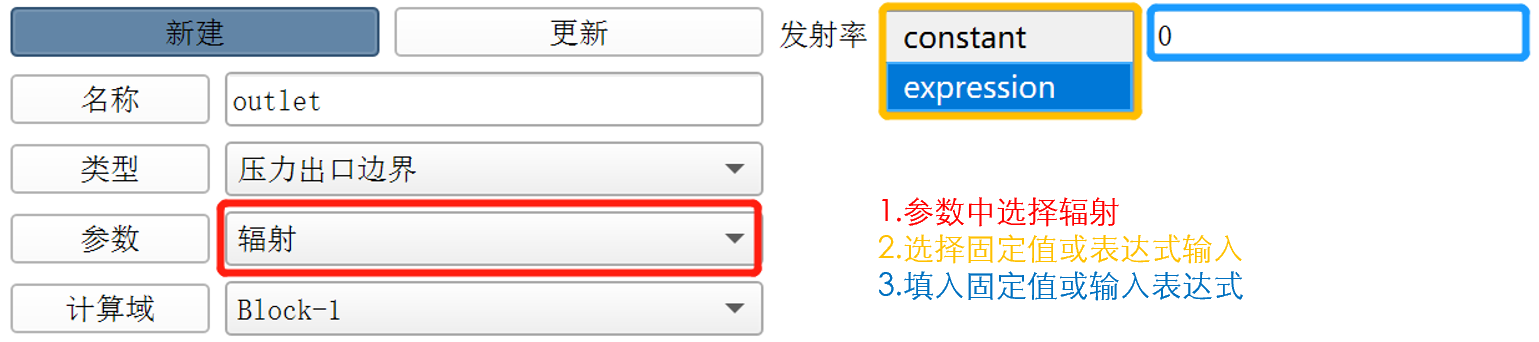 新建 更新 发射率 constant 0
expression
名称 outlet
类型 压力出口边界
参数 辐射
计算域 Block-1
1.参数中选择辐射
2.选择固定值或表达式输入
3.填入固定值或输入表达式